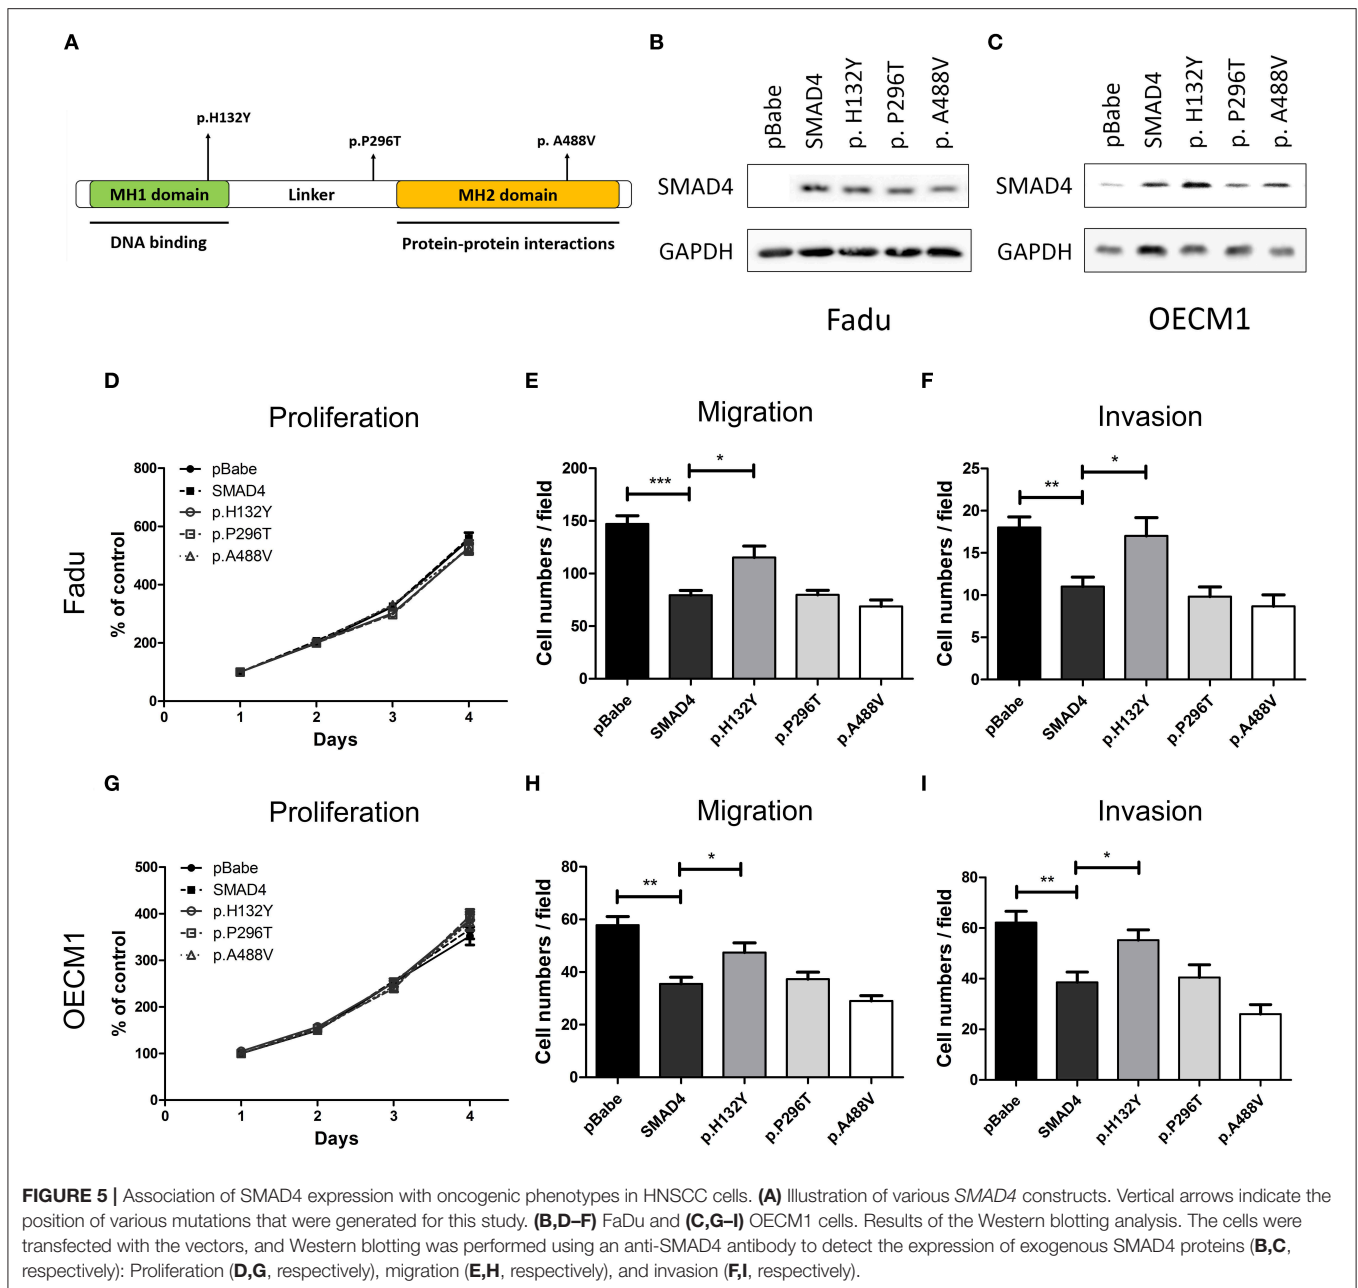 A
p.H132Y
p.P296T
p. A488V
MH1 domain
Linker
MH2 domain
DNA binding
Protein-protein interactions
B
pBabe
SMAD4
p. H132Y
p. P296T
p. A488V
SMAD4
GAPDH
Fadu
C
pBabe
SMAD4
p. H132Y
p. P296T
p. A488V
SMAD4
GAPDH
OECM1
D
Proliferation
Fadu
% of control
800
600
400
200
0
pBabe
SMAD4
p.H132Y
p.P296T
p.A488V
0 1 2 3 4
Days
E
Migration
Cell numbers / field
200
150
100
50
0
***
*
pBabe
SMAD4
p.H132Y
p.P296T
p.A488V
F
Invasion
Cell numbers / field
25
20
15
10
5
0
**
*
pBabe
SMAD4
p.H132Y
p.P296T
p.A488V
G
Proliferation
OECM1
% of control
500
400
300
200
100
0
pBabe
SMAD4
p.H132Y
p.P296T
p.A488V
0 1 2 3 4
Days
H
Migration
Cell numbers / field
80
60
40
20
0
**
*
pBabe
SMAD4
p.H132Y
p.P296T
p.A488V
I
Invasion
Cell numbers / field
80
60
40
20
0
**
*
pBabe
SMAD4
p.H132Y
p.P296T
p.A488V
FIGURE 5 | Association of SMAD4 expression with oncogenic phenotypes in HNSCC cells. (A) Illustration of various SMAD4 constructs. Vertical arrows indicate the
position of various mutations that were generated for this study. (B,D–F) FaDu and (C,G–I) OECM1 cells. Results of the Western blotting analysis. The cells were
transfected with the vectors, and Western blotting was performed using an anti-SMAD4 antibody to detect the expression of exogenous SMAD4 proteins (B,C,
respectively): Proliferation (D,G, respectively), migration (E,H, respectively), and invasion (F,I, respectively).